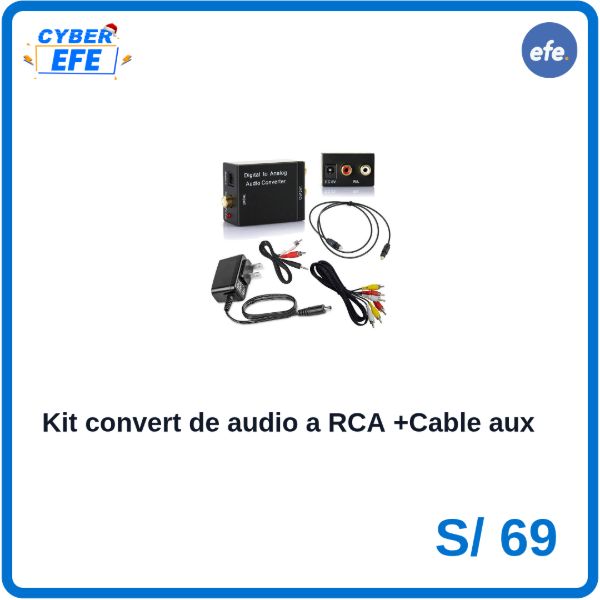 CYBER
EFE
efe.
Digital to Analog
Audio Converter
Kit convert de audio a RCA +Cable aux
S/ 69